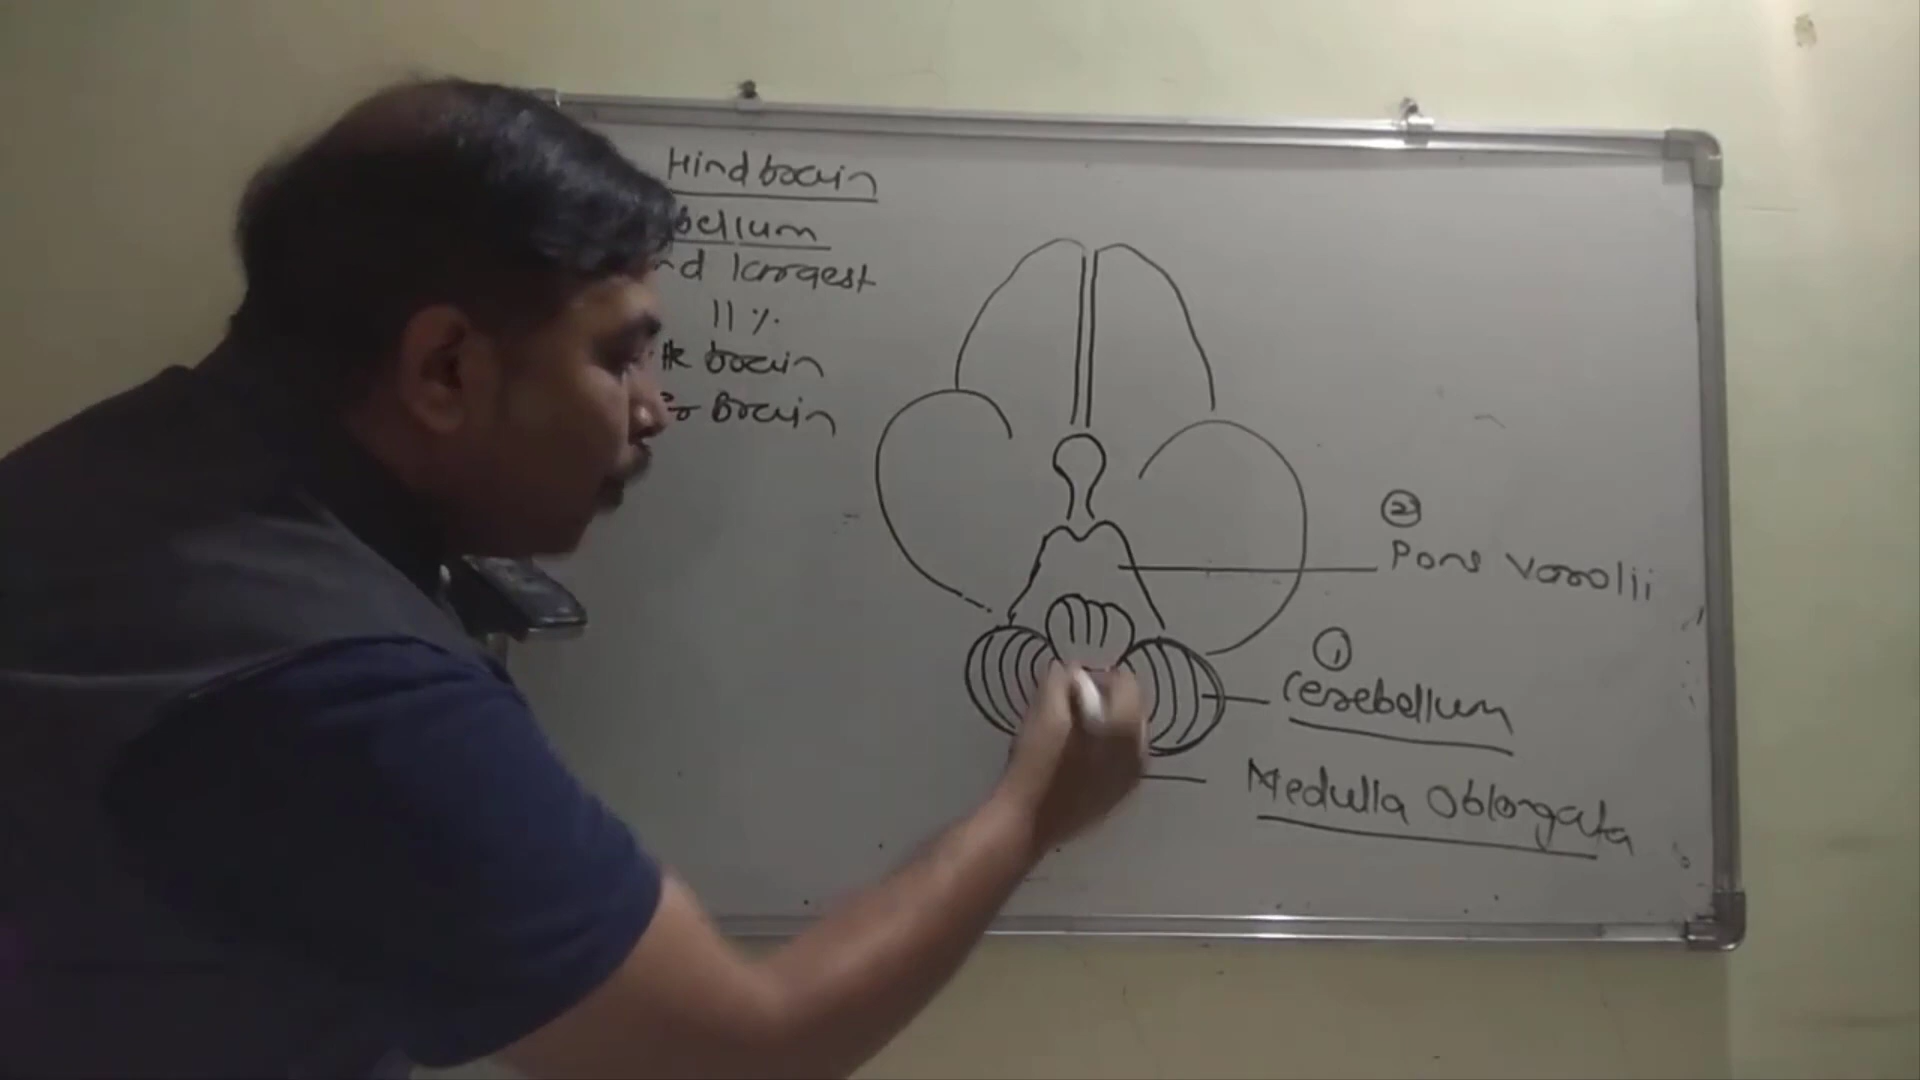 Hindbrain
bellum
nd largest
11 %
brain
Brain
②
Pons Varolii
①
Cerebellum
Medulla Oblongata